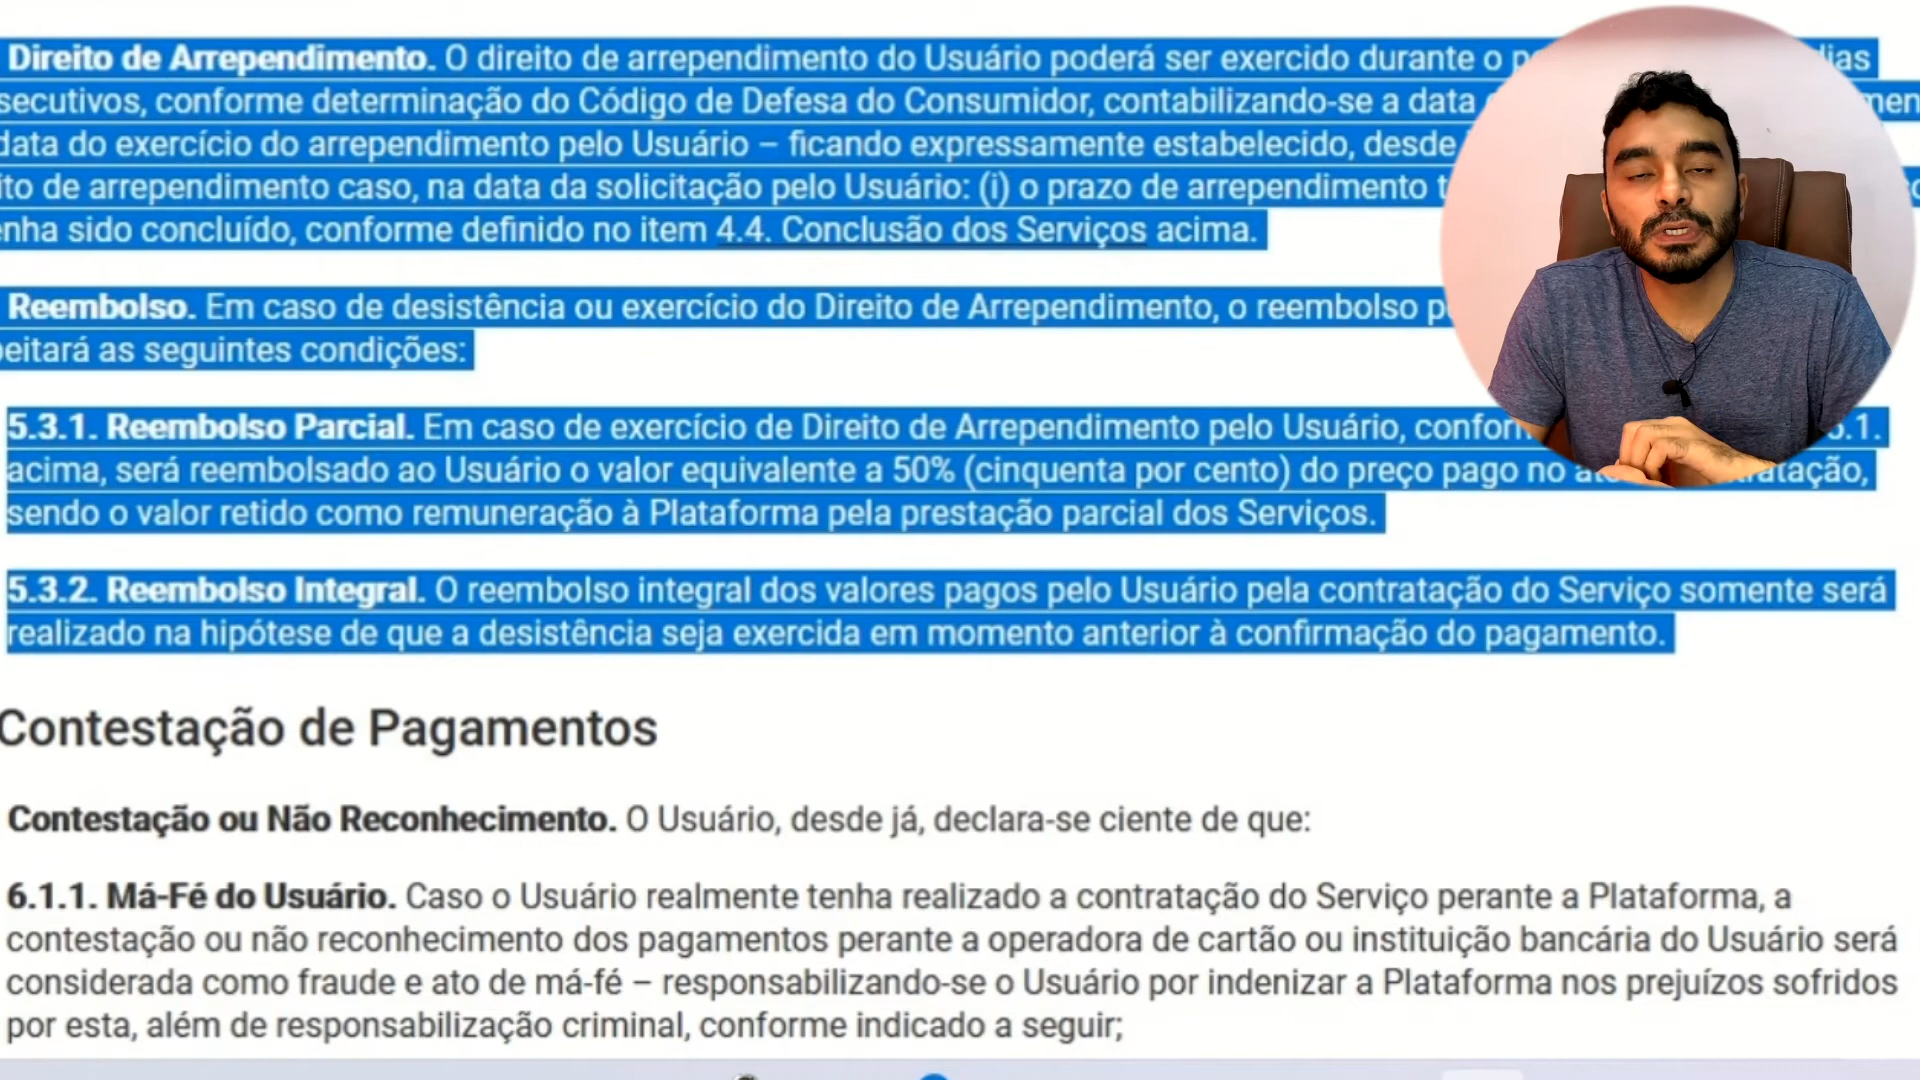 Direito de Arrependimento. O direito de arrependimento do Usuário poderá ser exercido durante o dias
secutivos, conforme determinação do Código de Defesa do Consumidor, contabilizando-se a data
data do exercício do arrependimento pelo Usuário – ficando expressamente estabelecido, desde
ito de arrependimento caso, na data da solicitação pelo Usuário: (i) o prazo de arrependimento
enha sido concluído, conforme definido no item 4.4. Conclusão dos Serviços acima.
Reembolso. Em caso de desistência ou exercício do Direito de Arrependimento, o reembolso
peitará as seguintes condições:
5.3.1. Reembolso Parcial. Em caso de exercício de Direito de Arrependimento pelo Usuário,
acima, será reembolsado ao Usuário o valor equivalente a 50% (cinquenta por cento) do preço pago no
sendo o valor retido como remuneração à Plataforma pela prestação parcial dos Serviços.
5.3.2. Reembolso Integral. O reembolso integral dos valores pagos pelo Usuário pela contratação do Serviço somente será
realizado na hipótese de que a desistência seja exercida em momento anterior à confirmação do pagamento.
Contestação de Pagamentos
Contestação ou Não Reconhecimento. O Usuário, desde já, declara-se ciente de que:
6.1.1. Má-Fé do Usuário. Caso o Usuário realmente tenha realizado a contratação do Serviço perante a Plataforma, a
contestação ou não reconhecimento dos pagamentos perante a operadora de cartão ou instituição bancária do Usuário será
considerada como fraude e ato de má-fé – responsabilizando-se o Usuário por indenizar a Plataforma nos prejuízos sofridos
por esta, além de responsabilização criminal, conforme indicado a seguir;